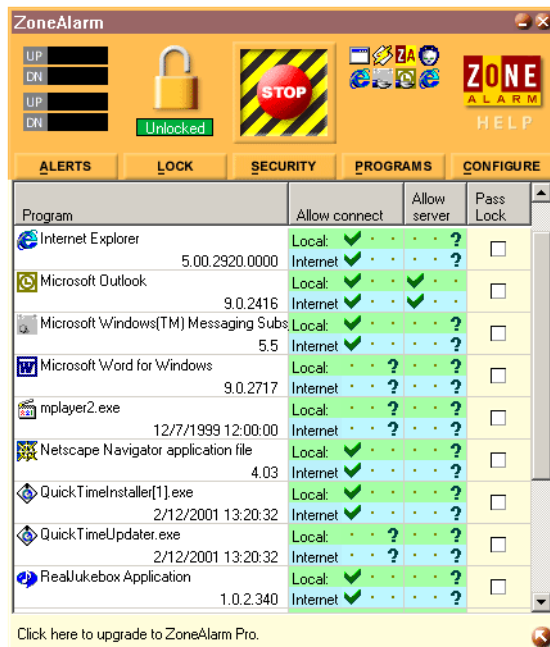 ZoneAlarm
UP
DN
UP
DN
Unlocked
STOP
ZA
ZONE
ALARM
HELP
ALERTS LOCK SECURITY PROGRAMS CONFIGURE
Program Allow connect Allow server Pass Lock
Internet Explorer
5.00.2920.0000
Local: ?
Internet ?
Microsoft Outlook
9.0.2416
Local:
Internet
Microsoft Windows(TM) Messaging Subs
5.5
Local: ?
Internet ?
Microsoft Word for Windows
9.0.2717
Local: ? ?
Internet ? ?
mplayer2.exe
12/7/1999 12:00:00
Local: ? ?
Internet ? ?
Netscape Navigator application file
4.03
Local: ?
Internet ?
QuickTimeInstaller[1].exe
2/12/2001 13:20:32
Local: ?
Internet ?
QuickTimeUpdater.exe
2/12/2001 13:20:32
Local: ? ?
Internet ? ?
RealJukebox Application
1.0.2.340
Local: ?
Internet ?
Click here to upgrade to ZoneAlarm Pro.